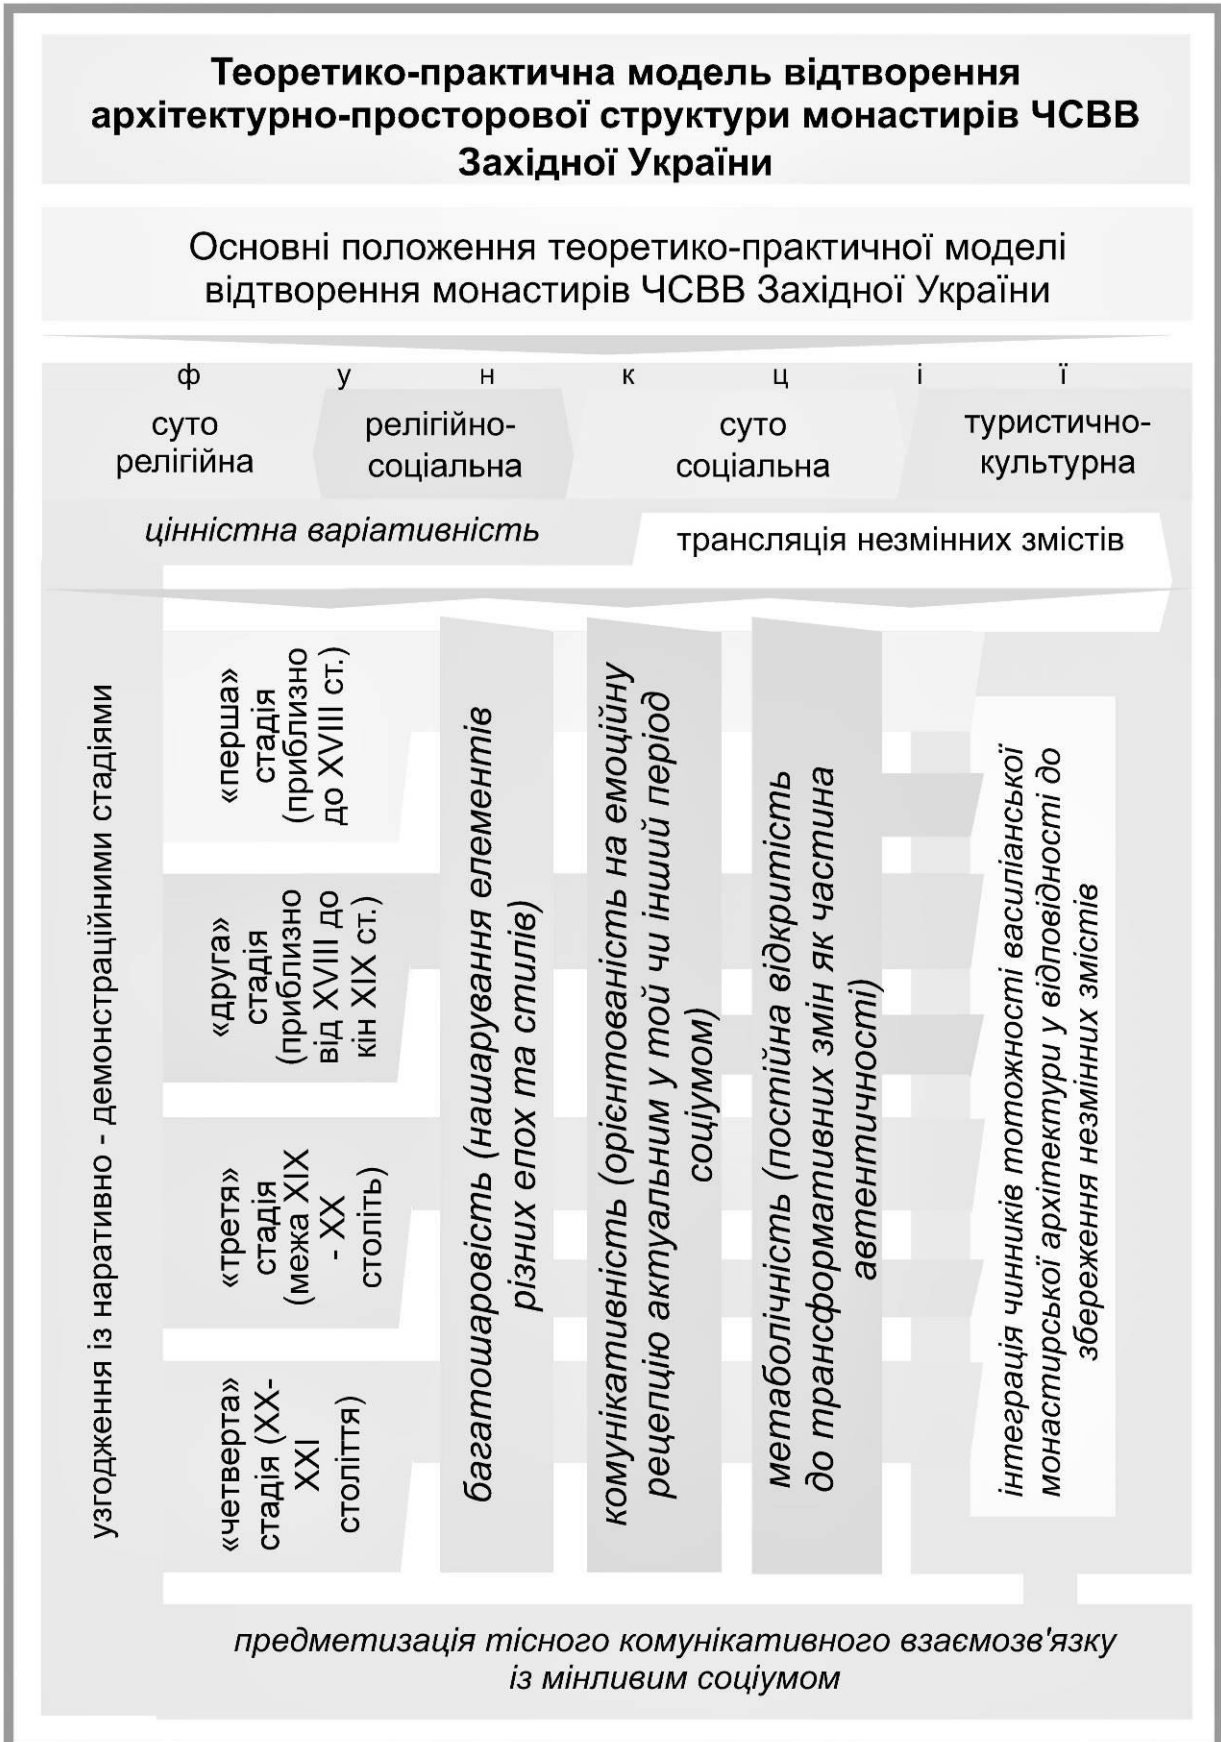 Теоретико-практична модель відтворення
архітектурно-просторової структури монастирів ЧСВВ
Західної України
Основні положення теоретико-практичної моделі
відтворення монастирів ЧСВВ Західної України
ф у н к ц і ї
суто
релігійна
релігійно-
соціальна
суто
соціальна
туристично-
культурна
цінністна варіативність
трансляція незмінних змістів
узгодження із наративно - демонстраційними стадіями
«перша»
стадія
(приблизно
до XVIII ст.)
«друга»
стадія
(приблизно
від XVIII до
кін XIX ст.)
«третя»
стадія
(межа XIX
- XX
століть)
«четверта»
стадія (XX-
XXI
століття)
багатошаровість (нашарування елементів
різних епох та стилів)
комунікативність (орієнтованість на емоційну
рецепцію актуальним у той чи інший період
соціумом)
метаболічність (постійна відкритість
до трансформативних змін як частина
автентичності)
інтеграція чинників тотожності василіанської
монастирської архітектури у відповідності до
збереження незмінних змістів
предметизація тісного комунікативного взаємозв'язку
із мінливим соціумом